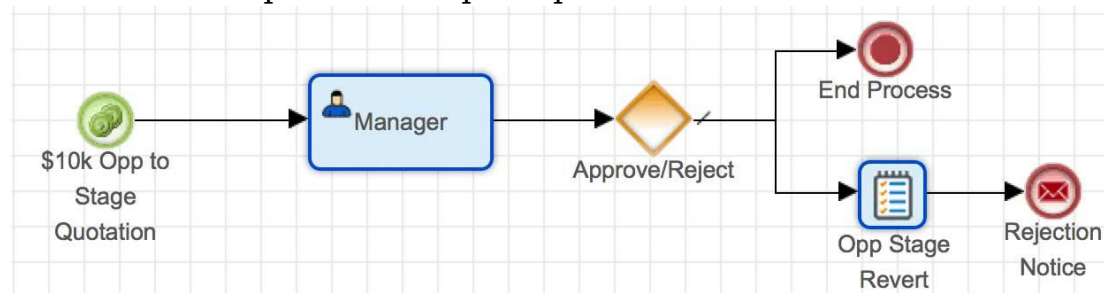 $10k Opp to
Stage
Quotation
Manager
Approve/Reject
End Process
Opp Stage
Revert
Rejection
Notice